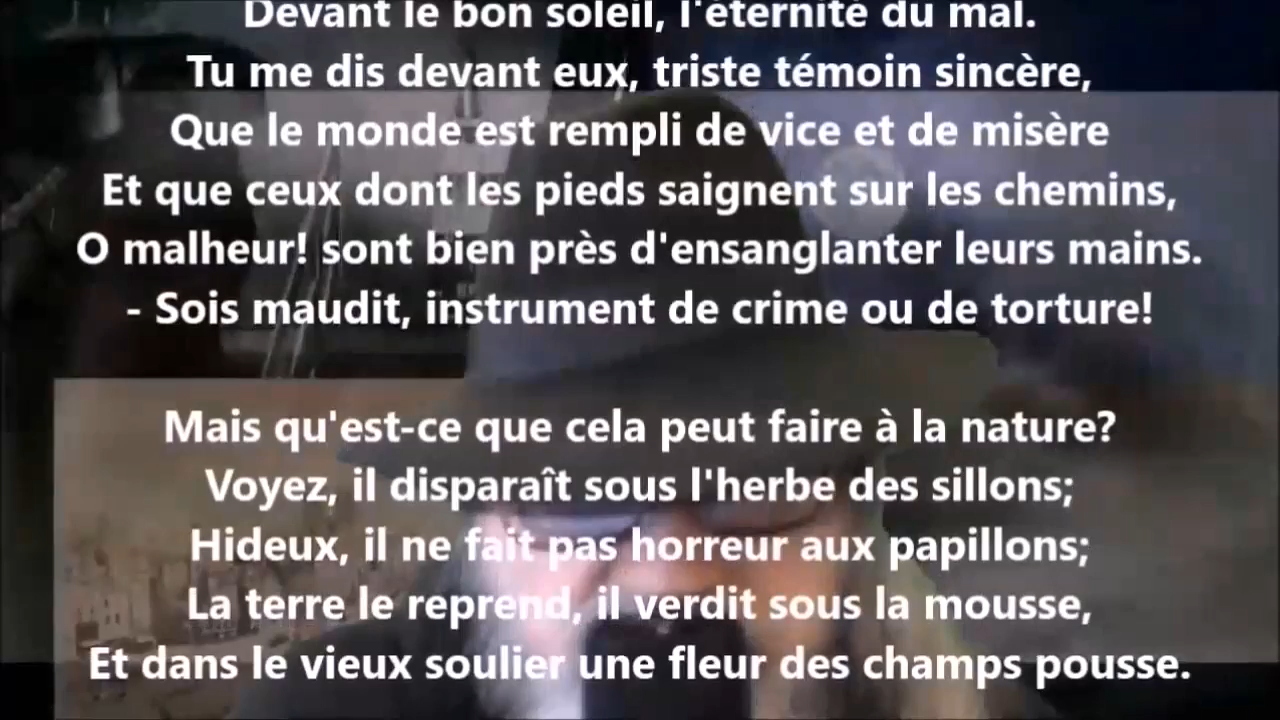 Devant le bon soleil, l'éternité du mal.
Tu me dis devant eux, triste témoin sincère,
Que le monde est rempli de vice et de misère
Et que ceux dont les pieds saignent sur les chemins,
O malheur! sont bien près d'ensanglanter leurs mains.
- Sois maudit, instrument de crime ou de torture!
Mais qu'est-ce que cela peut faire à la nature?
Voyez, il disparaît sous l'herbe des sillons;
Hideux, il ne fait pas horreur aux papillons;
La terre le reprend, il verdit sous la mousse,
Et dans le vieux soulier une fleur des champs pousse.